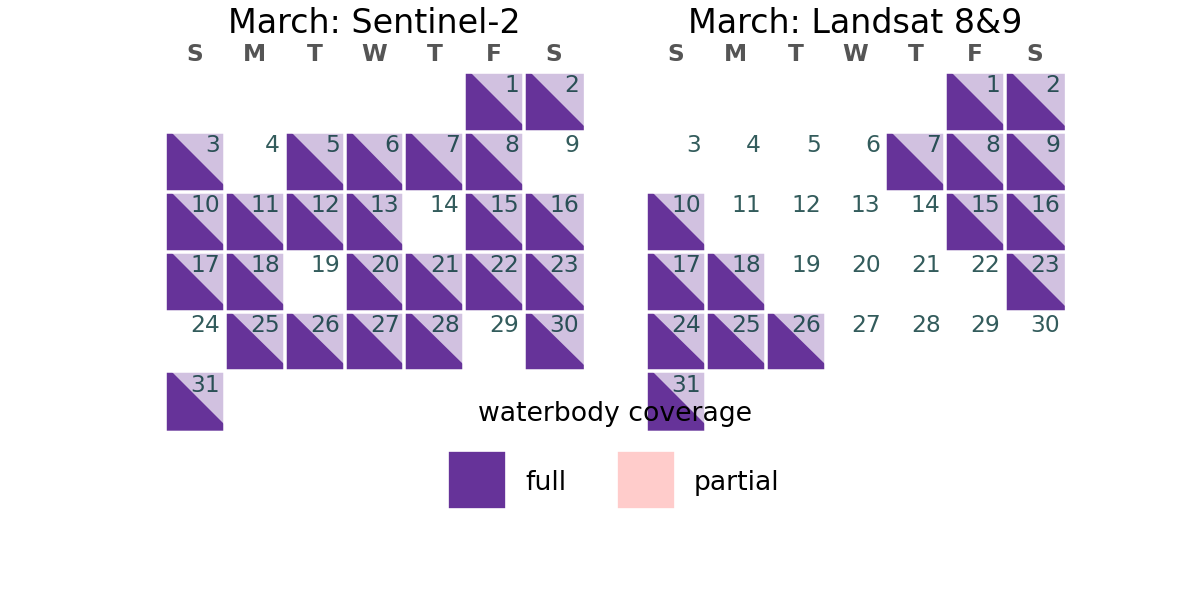 March: Sentinel-2
S M T W T F S
1 2
3 4 5 6 7 8 9
10 11 12 13 14 15 16
17 18 19 20 21 22 23
24 25 26 27 28 29 30
31
March: Landsat 8&9
S M T W T F S
1 2
3 4 5 6 7 8 9
10 11 12 13 14 15 16
17 18 19 20 21 22 23
24 25 26 27 28 29 30
31
waterbody coverage
full partial